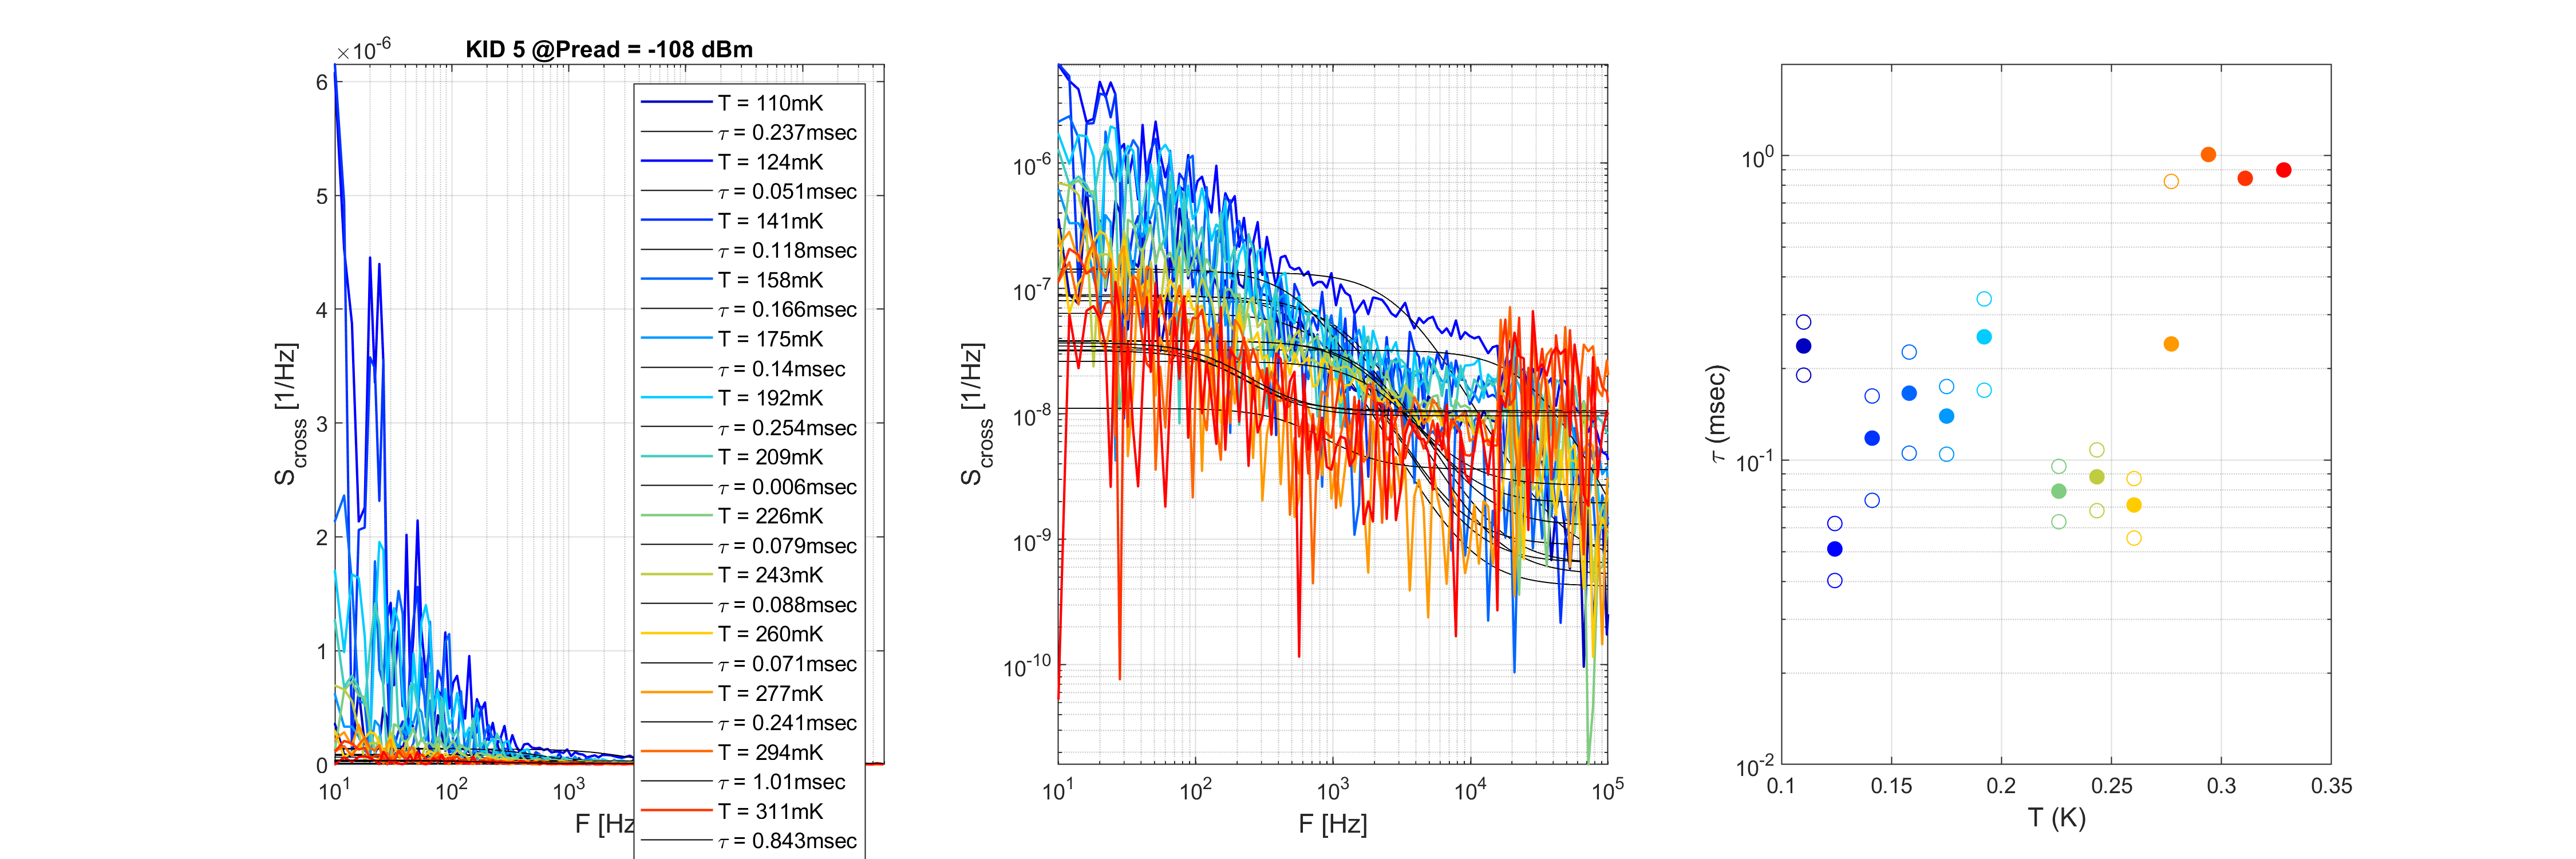 KID 5 @Pread = -108 dBm
×10^-6
6
5
4
3
2
1
0
S_cross [1/Hz]
10^1
10^2
10^3
F [Hz
T = 110mK
τ = 0.237msec
T = 124mK
τ = 0.051msec
T = 141mK
τ = 0.118msec
T = 158mK
τ = 0.166msec
T = 175mK
τ = 0.14msec
T = 192mK
τ = 0.254msec
T = 209mK
τ = 0.006msec
T = 226mK
τ = 0.079msec
T = 243mK
τ = 0.088msec
T = 260mK
τ = 0.071msec
T = 277mK
τ = 0.241msec
T = 294mK
τ = 1.01msec
T = 311mK
τ = 0.843msec
10^-6
10^-7
10^-8
10^-9
10^-10
S_cross [1/Hz]
10^1
10^2
10^3
10^4
10^5
F [Hz]
10^0
10^-1
10^-2
τ (msec)
0.1
0.15
0.2
0.25
0.3
0.35
T (K)